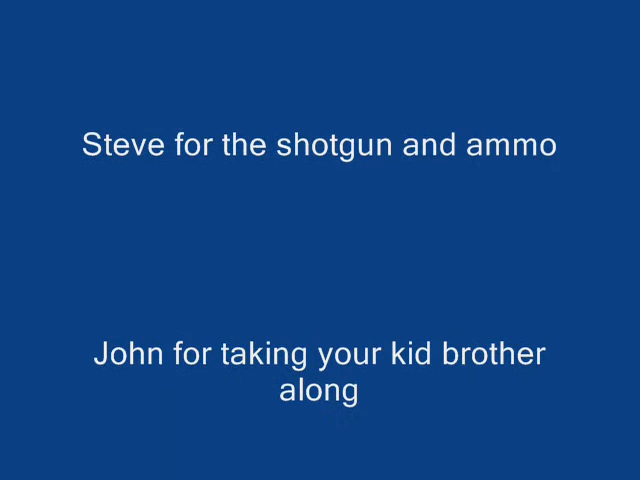 Steve for the shotgun and ammo
John for taking your kid brother
along